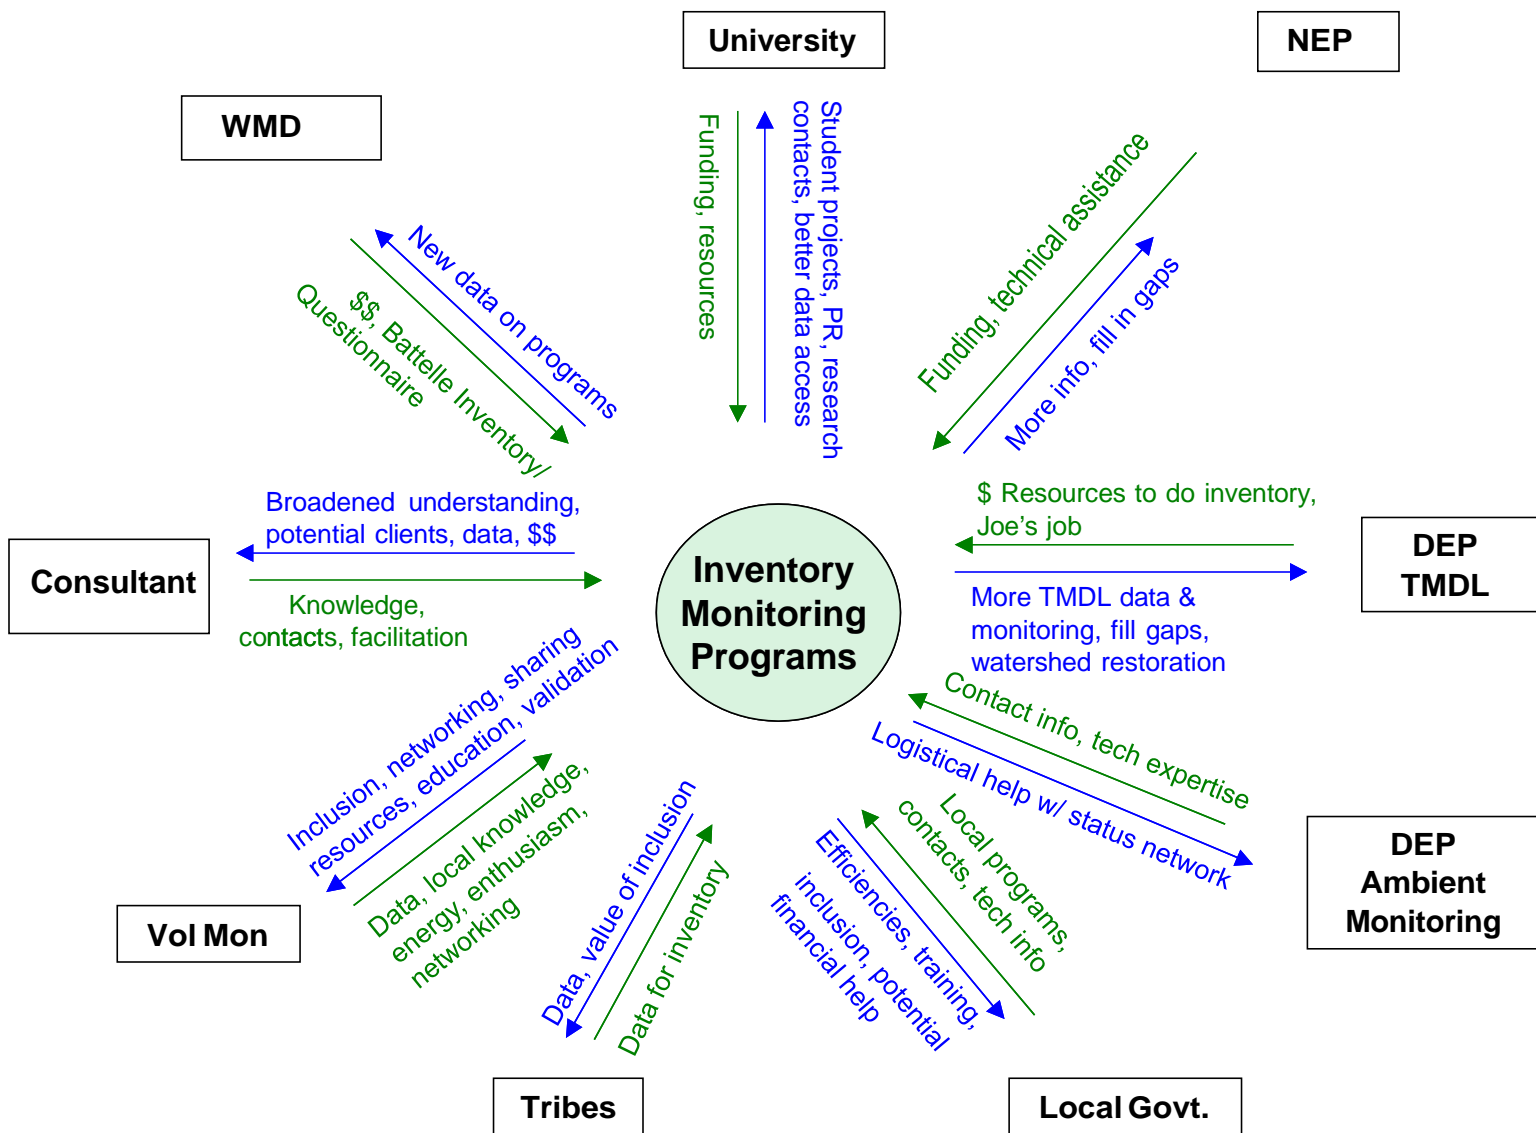 University
NEP
WMD
Funding, resources
Student projects, PR, research
contacts, better data access
Funding, technical assistance
More info, fill in gaps
New data on programs
$$, Battelle Inventory/
Questionnaire
Broadened understanding,
potential clients, data, $$
Consultant
Knowledge,
contacts, facilitation
Inventory
Monitoring
Programs
$ Resources to do inventory,
Joe's job
DEP
TMDL
More TMDL data &
monitoring, fill gaps,
watershed restoration
Contact info, tech expertise
Logistical help w/ status network
DEP
Ambient
Monitoring
Inclusion, networking, sharing
resources, education, validation
Data, local knowledge,
energy, enthusiasm,
networking
Vol Mon
Data, value of inclusion
Data for inventory
Tribes
Local programs,
contacts, tech info
Efficiencies, training,
inclusion, potential
financial help
Local Govt.